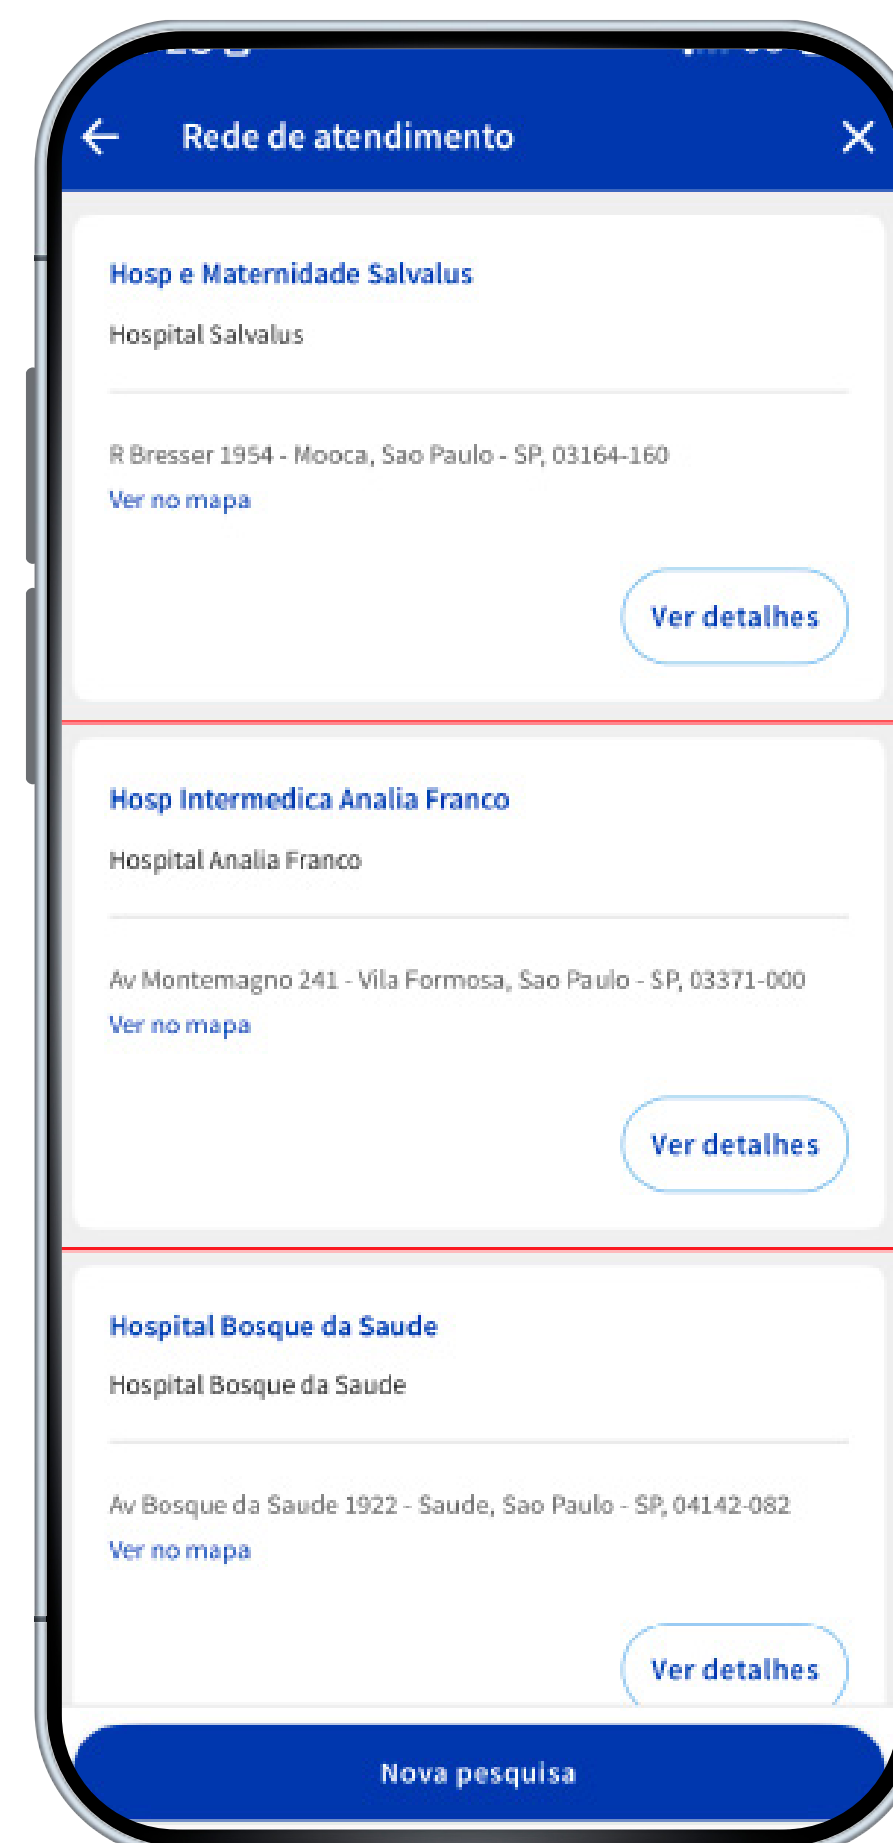 Rede de atendimento
Hosp e Maternidade Salvalus
Hospital Salvalus
R Bresser 1954 - Mooca, Sao Paulo - SP, 03164-160
Ver no mapa
Ver detalhes
Hosp Intermedica Analia Franco
Hospital Analia Franco
Av Montemagno 241 - Vila Formosa, Sao Paulo - SP, 03371-000
Ver no mapa
Ver detalhes
Hospital Bosque da Saude
Hospital Bosque da Saude
Av Bosque da Saude 1922 - Saude, Sao Paulo - SP, 04142-082
Ver no mapa
Ver detalhes
Nova pesquisa